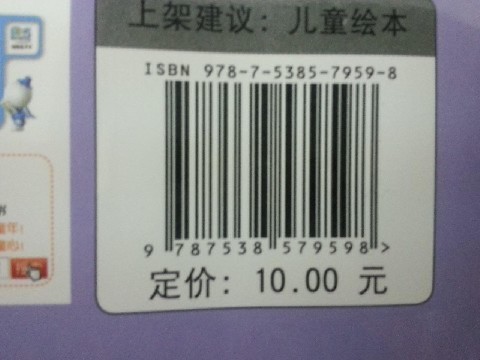 上架建议：儿童绘本
ISBN 978-7-5385-7959-8
9 787538 579598 >
定价：10.00 元